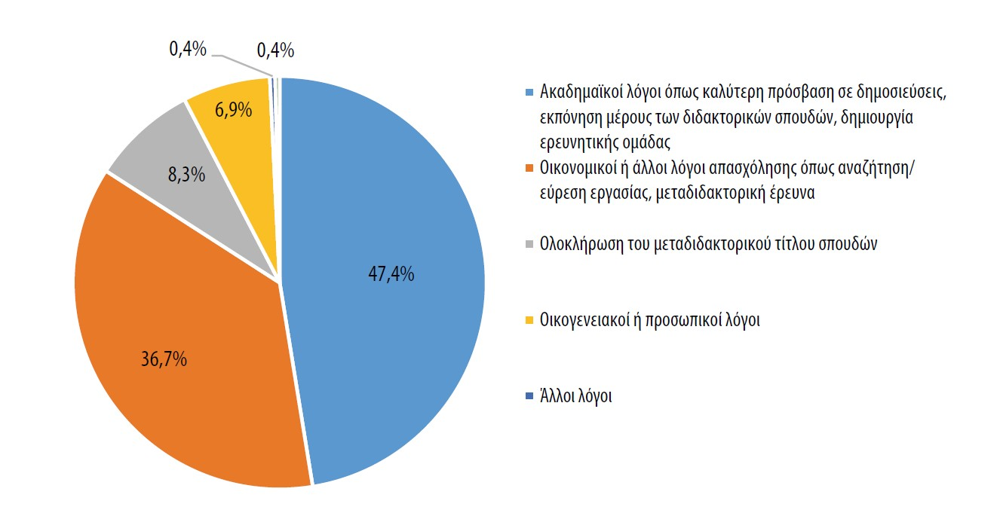 0,4%
0,4%
6,9%
8,3%
47,4%
36,7%
Ακαδημαϊκοί λόγοι όπως καλύτερη πρόσβαση σε δημοσιεύσεις,
εκπόνηση μέρους των διδακτορικών σπουδών, δημιουργία
ερευνητικής ομάδας
Οικονομικοί ή άλλοι λόγοι απασχόλησης όπως αναζήτηση/
εύρεση εργασίας, μεταδιδακτορική έρευνα
Ολοκλήρωση του μεταδιδακτορικού τίτλου σπουδών
Οικογενειακοί ή προσωπικοί λόγοι
Άλλοι λόγοι